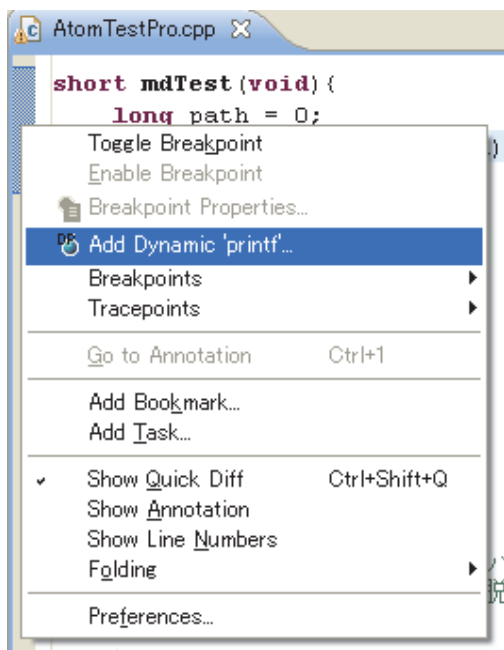 AtomTestPro.cpp
short mdTest(void){
long path = 0;
)
Toggle Breakpoint
Enable Breakpoint
Breakpoint Properties...
Add Dynamic 'printf'...
Breakpoints
Tracepoints
Go to Annotation Ctrl+1
Add Bookmark...
Add Task...
Show Quick Diff Ctrl+Shift+Q
Show Annotation
Show Line Numbers
Folding
Preferences...